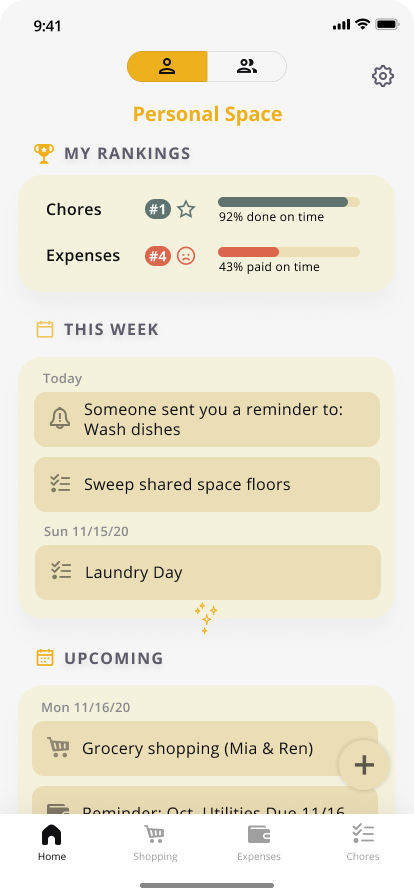 9:41
Personal Space
MY RANKINGS
Chores #1
92% done on time
Expenses #4
43% paid on time
THIS WEEK
Today
Someone sent you a reminder to:
Wash dishes
Sweep shared space floors
Sun 11/15/20
Laundry Day
UPCOMING
Mon 11/16/20
Grocery shopping (Mia & Ren)
+
Reminder: Oct. Utilities Due 11/16
Home Shopping Expenses Chores